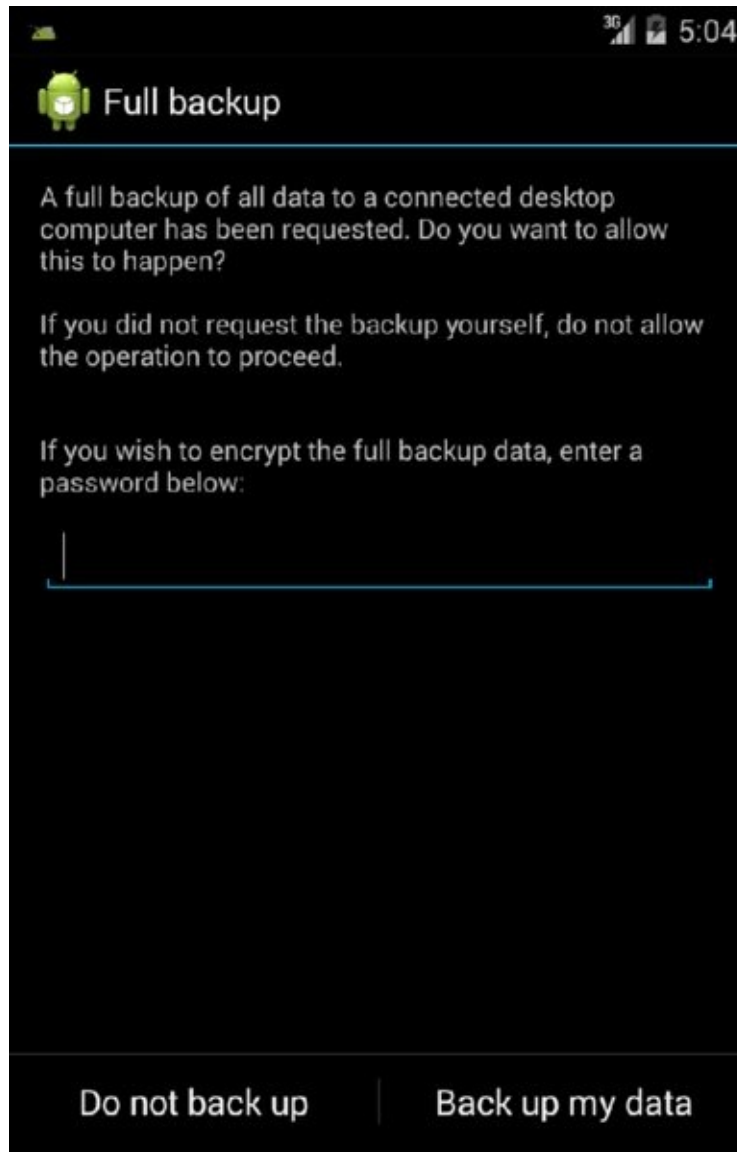 3G 5:04
Full backup
A full backup of all data to a connected desktop
computer has been requested. Do you want to allow
this to happen?
If you did not request the backup yourself, do not allow
the operation to proceed.
If you wish to encrypt the full backup data, enter a
password below:
Do not back up Back up my data